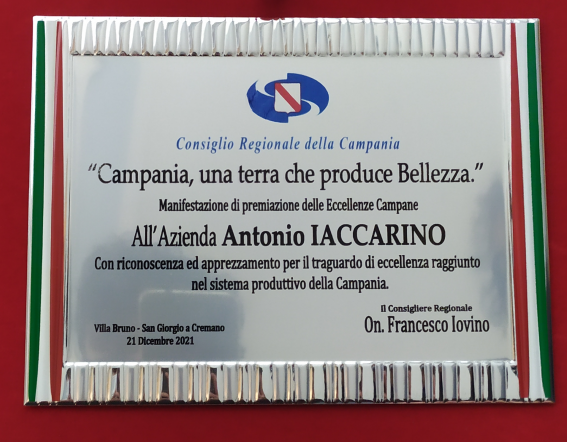 Consiglio Regionale della Campania
“Campania, una terra che produce Bellezza.”
Manifestazione di premiazione delle Eccellenze Campane
All’Azienda Antonio IACCARINO
Con riconoscenza ed apprezzamento per il traguardo di eccellenza raggiunto
nel sistema produttivo della Campania.
Il Consigliere Regionale
On. Francesco Iovino
Villa Bruno - San Giorgio a Cremano
21 Dicembre 2021